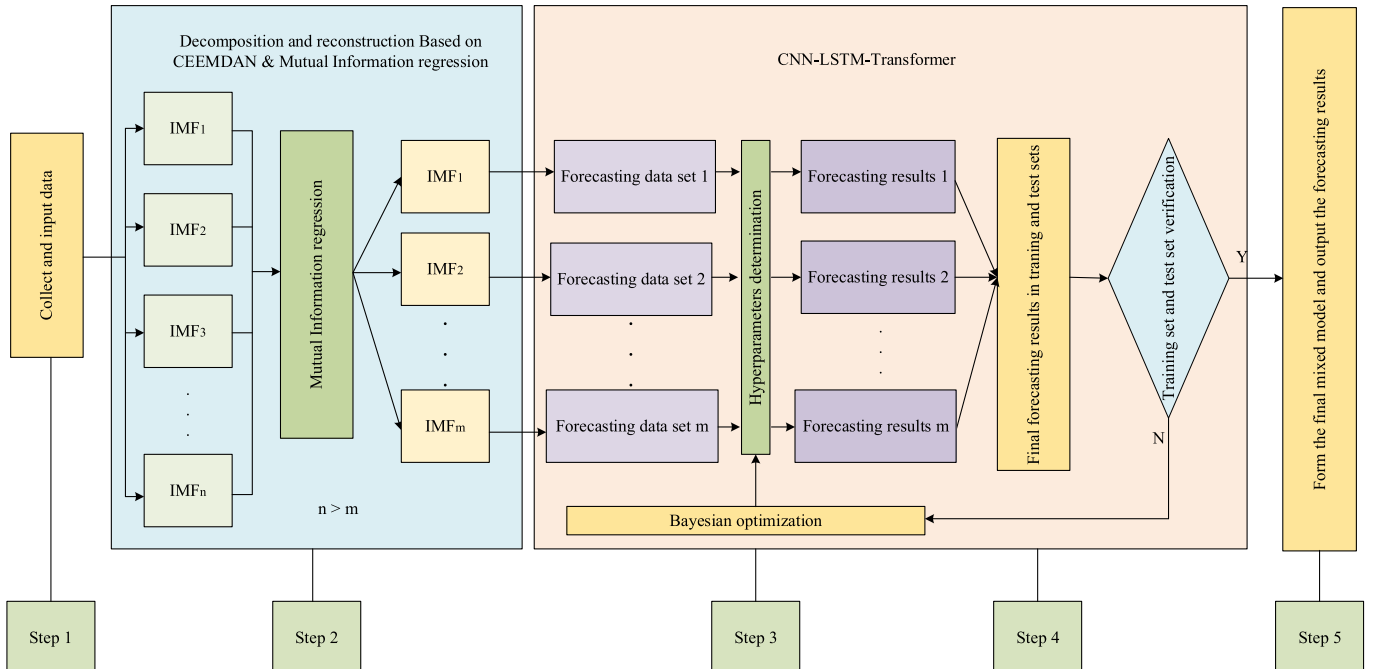 Decomposition and reconstruction Based on
CEEMDAN & Mutual Information regression
CNN-LSTM-Transformer
Collect and input data
IMF₁
IMF₂
IMF₃
IMFₙ
Mutual Information regression
IMF₁
IMF₂
IMFₘ
n > m
Forecasting data set 1
Forecasting data set 2
Forecasting data set m
Hyperparameters determination
Forecasting results 1
Forecasting results 2
Forecasting results m
Final forecasting results in training and test sets
Training set and test set verification
Y
N
Bayesian optimization
Form the final mixed model and output the forecasting results
Step 1
Step 2
Step 3
Step 4
Step 5